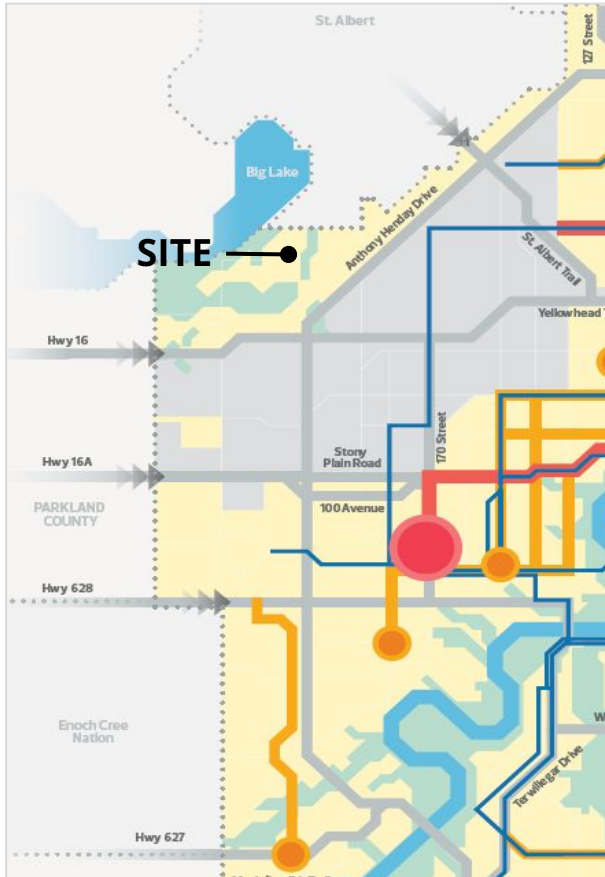 St. Albert
127 Street
Big Lake
Anthony Henday Drive
SITE
St. Albert Trail
Yellowhead T
Hwy 16
170 Street
Stony
Plain Road
Hwy 16A
100 Avenue
PARKLAND
COUNTY
Hwy 628
Enoch Cree
Nation
W
Terwillegar Drive
Hwy 627